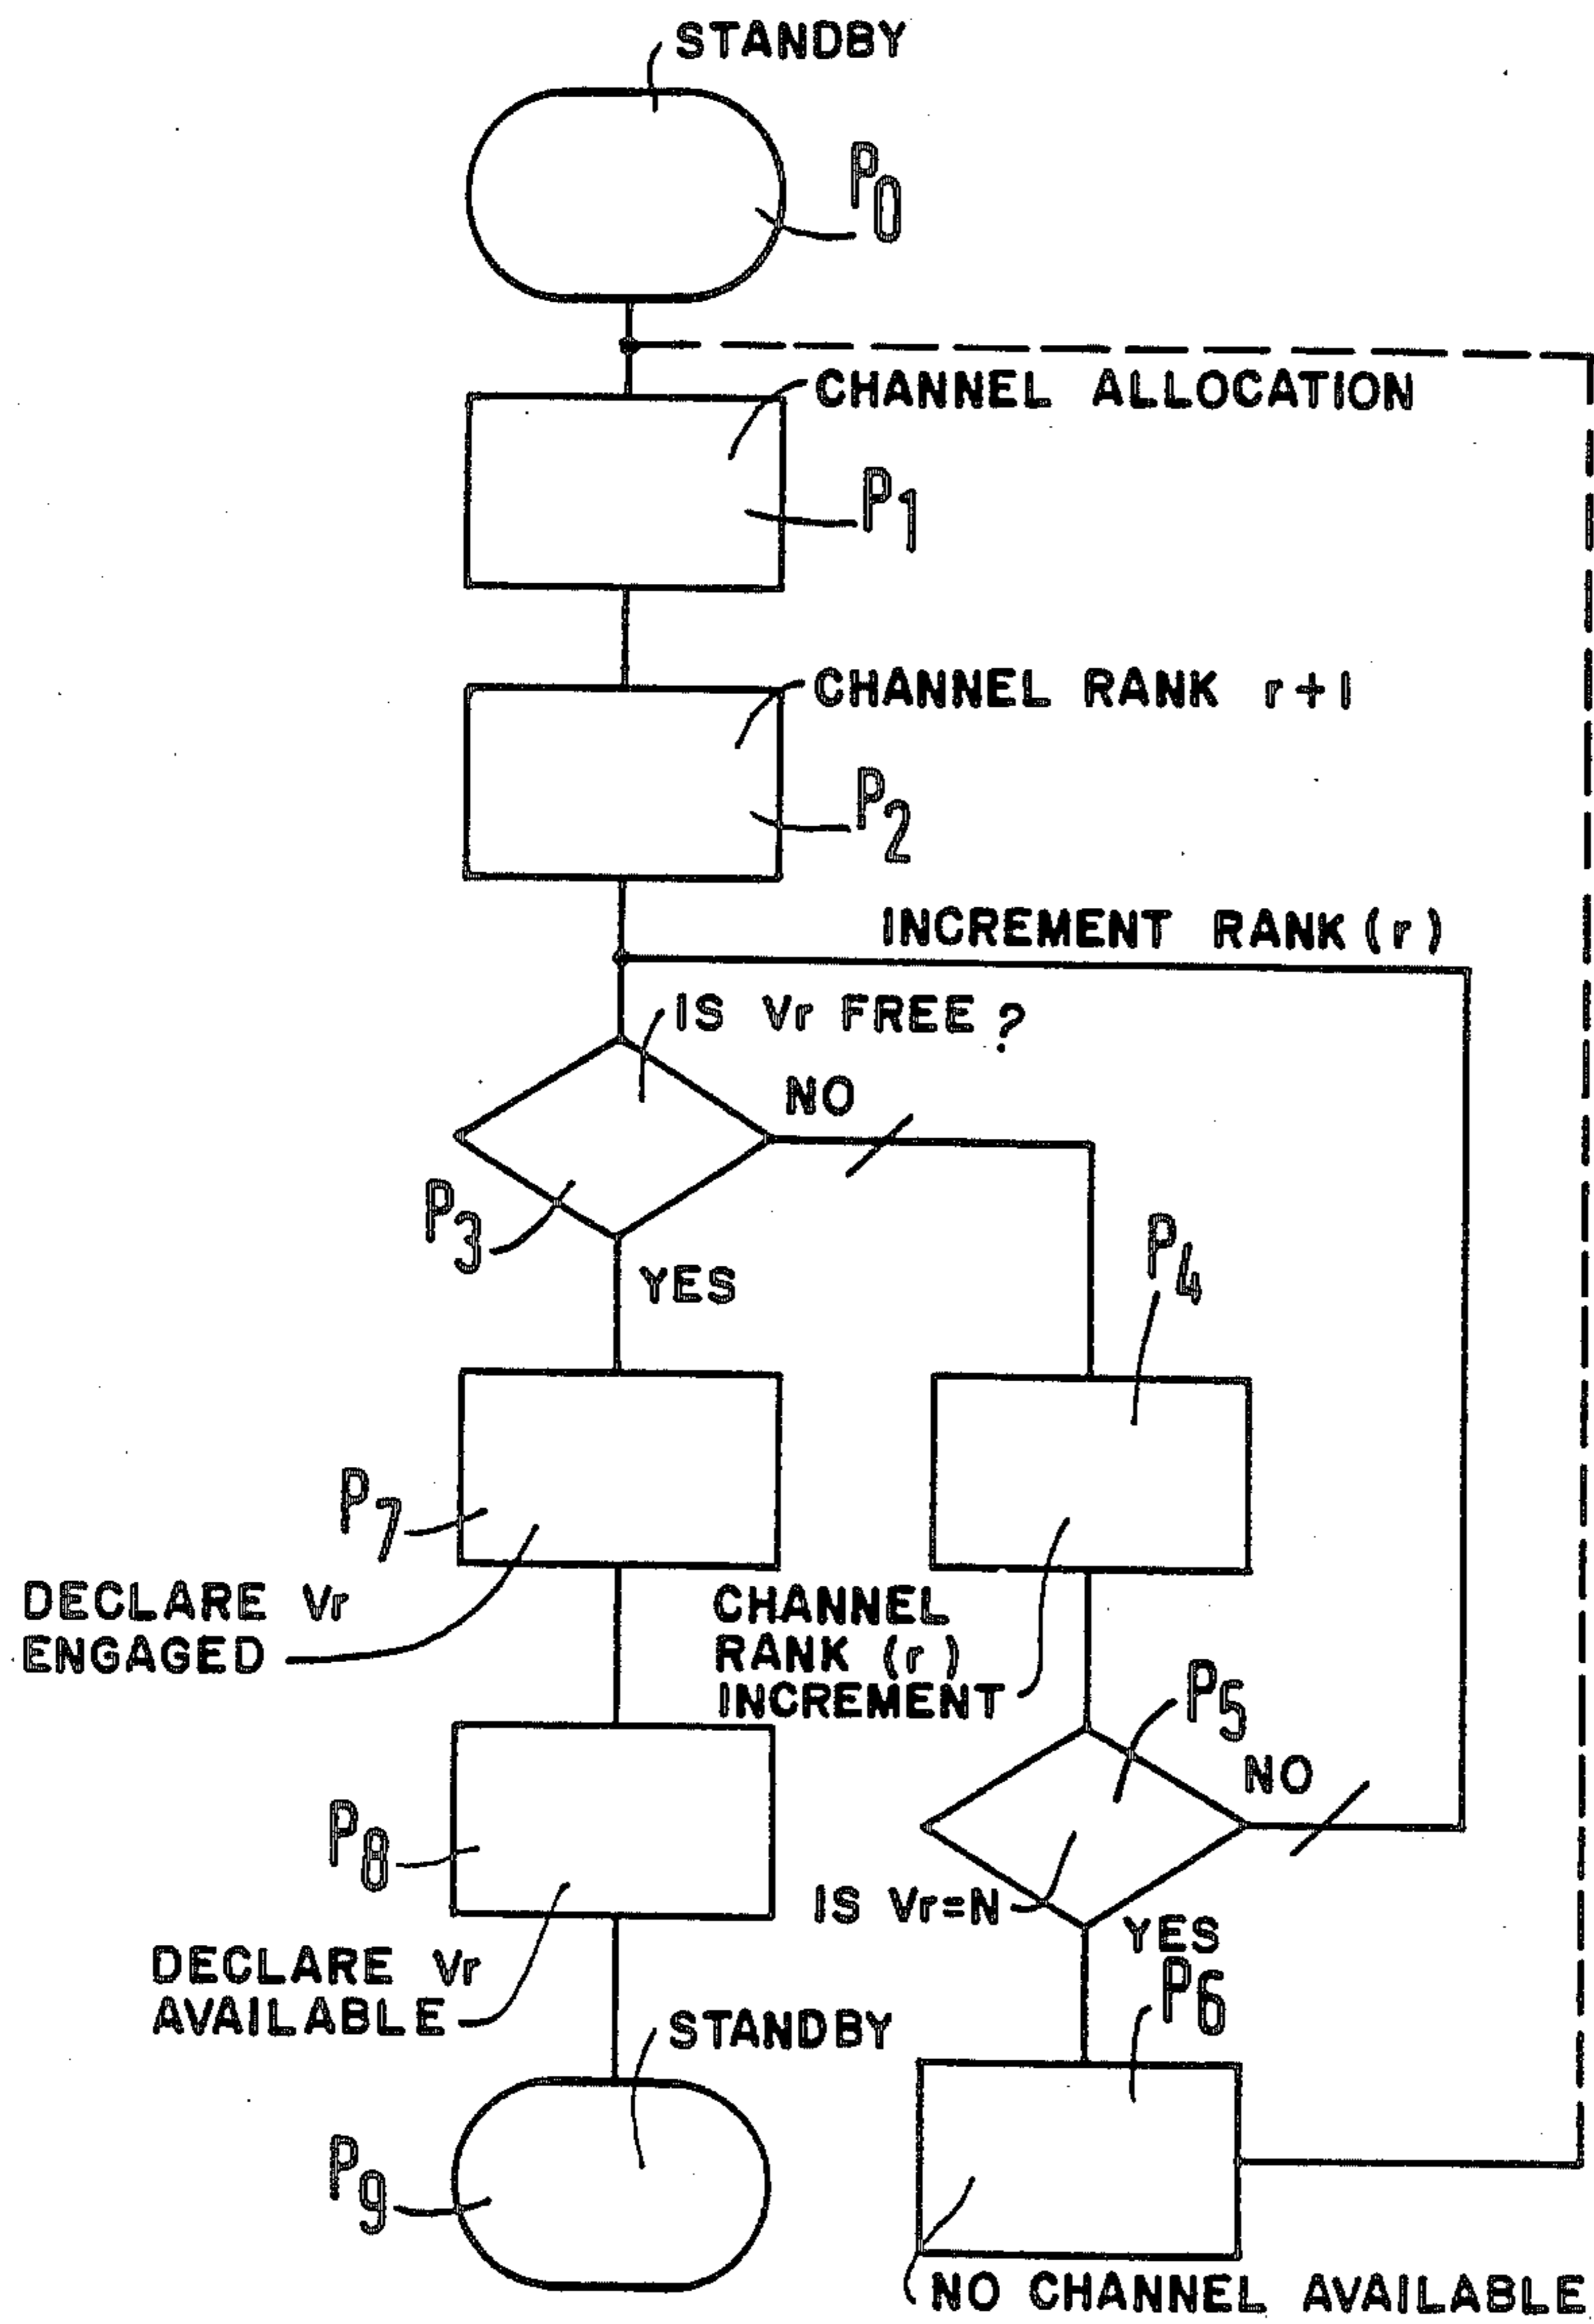 STANDBY
P0
CHANNEL ALLOCATION
P1
CHANNEL RANK r+1
P2
INCREMENT RANK (r)
IS Vr FREE ?
NO
P3
YES
P4
P7
DECLARE Vr
ENGAGED
CHANNEL
RANK (r)
INCREMENT
P5
NO
P8
IS Vr=N
YES
P6
DECLARE Vr
AVAILABLE
STANDBY
P9
NO CHANNEL AVAILABLE